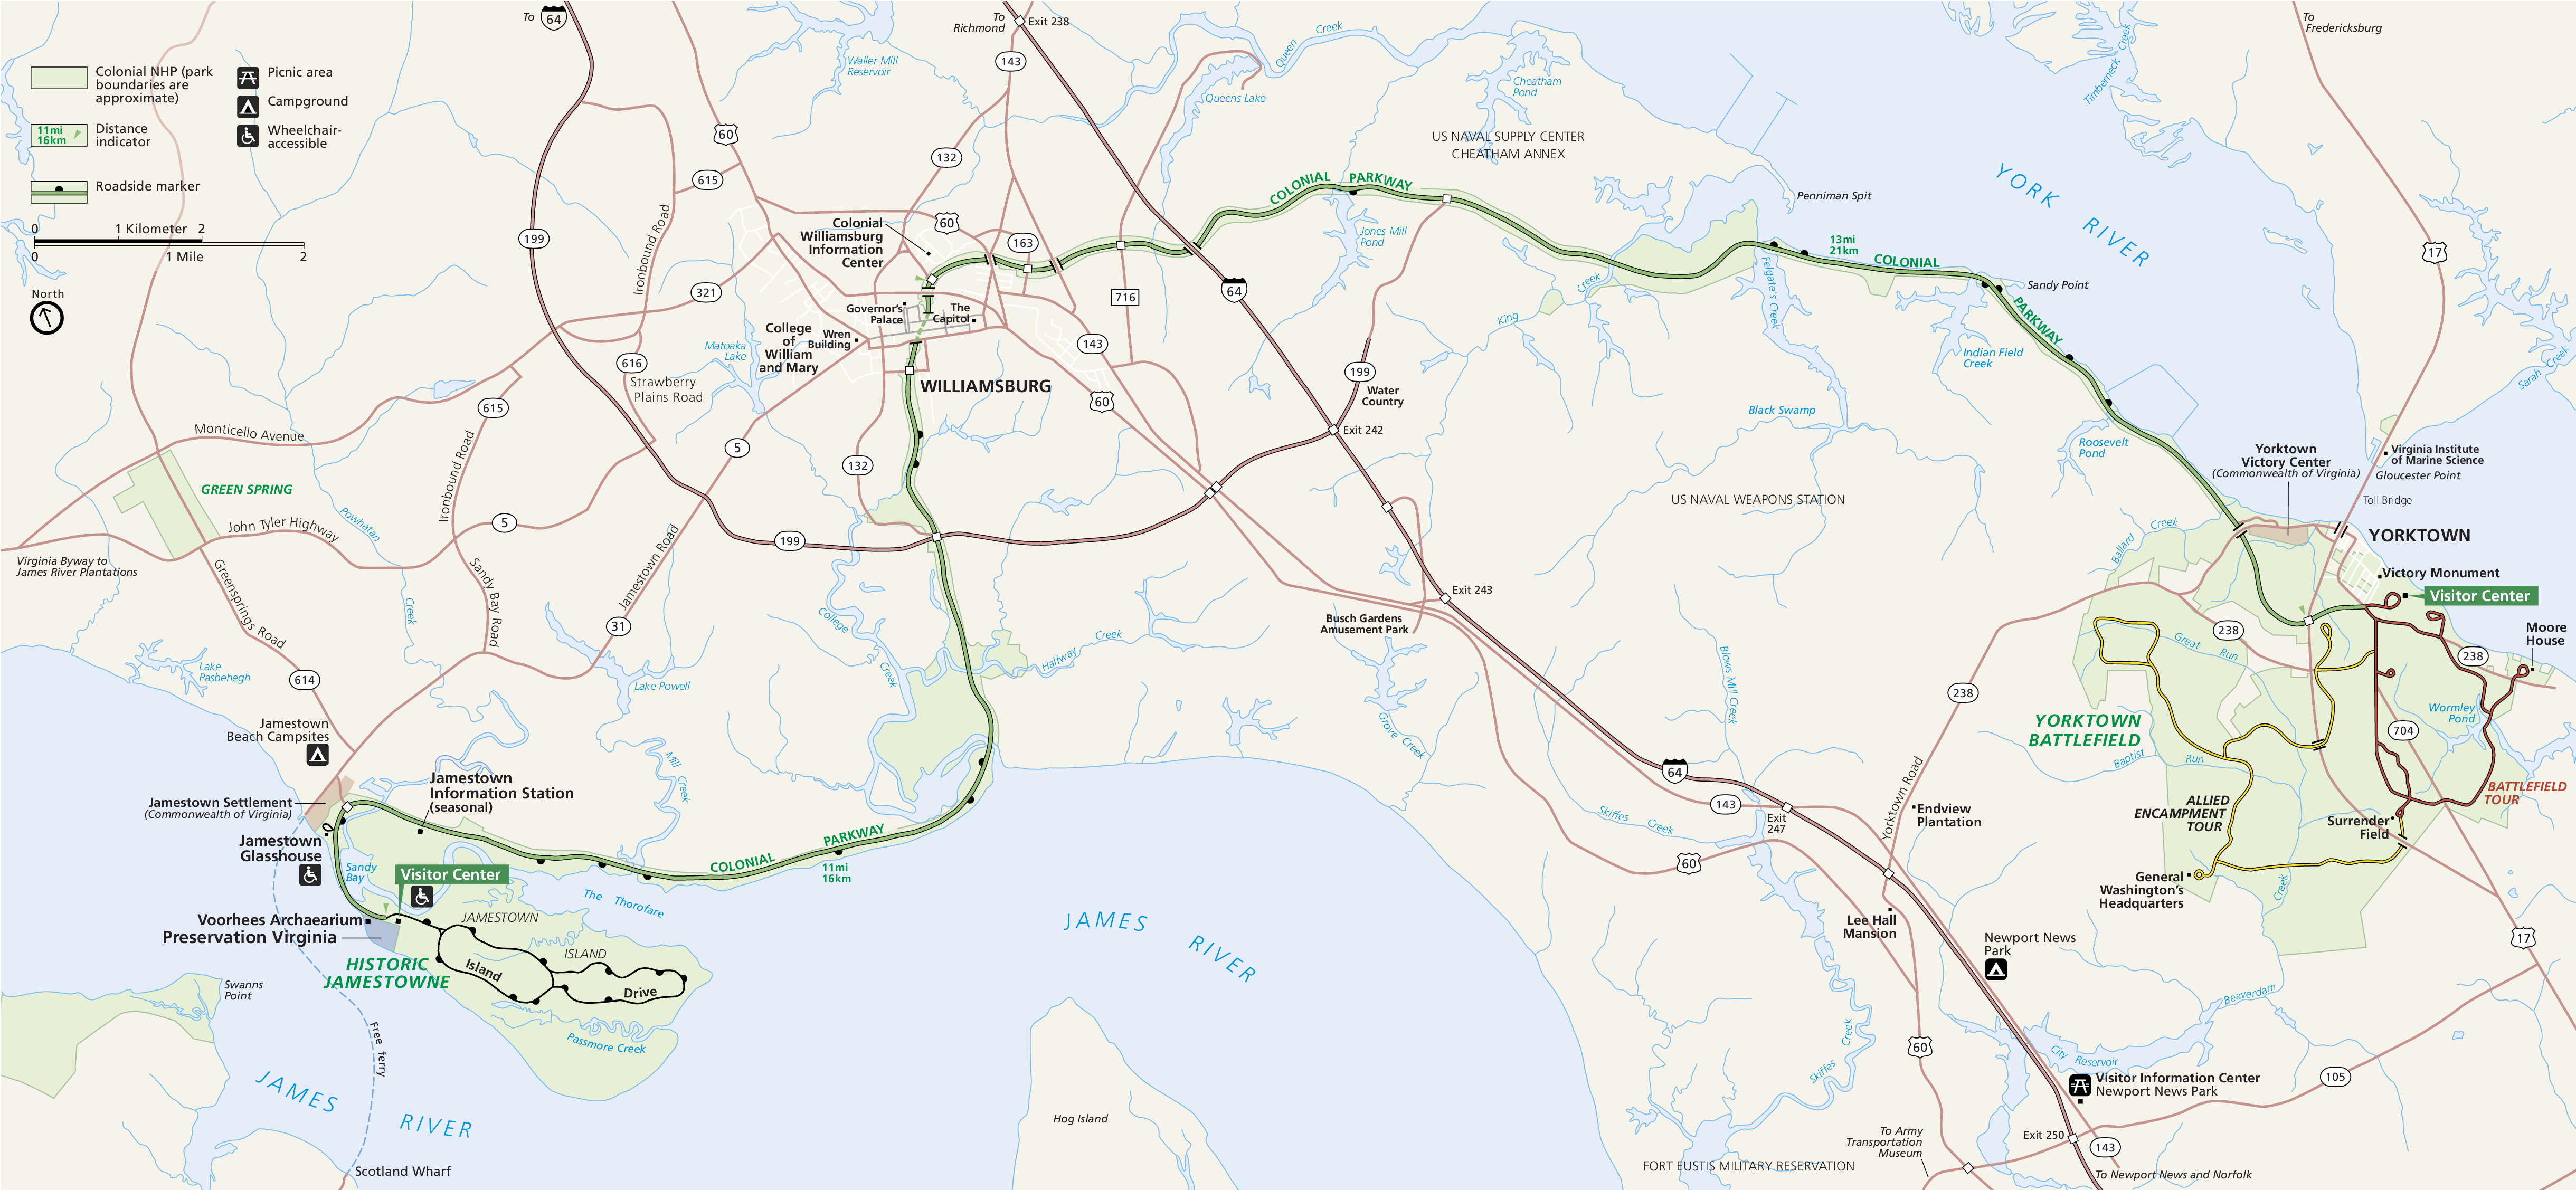 Colonial NHP (park
boundaries are
approximate)
11mi
16km
Distance
indicator
Roadside marker
Picnic area
Campground
Wheelchair-
accessible
0
1 Kilometer
2
0
1 Mile
2
North
To
64
To
Richmond
Exit 238
143
Queen
Creek
Waller Mill
Reservoir
Queens Lake
Cheatham
Pond
US NAVAL SUPPLY CENTER
CHEATHAM ANNEX
Timberneck
Creek
To
Fredericksburg
60
132
615
Ironbound Road
199
Colonial
Williamsburg
Information
Center
60
163
COLONIAL PARKWAY
Jones Mill
Pond
Penniman Spit
YORK
RIVER
17
13mi
21km
COLONIAL
PARKWAY
Sandy Point
321
Governor's
Palace
The
Capitol
716
64
King
Creek
Felgate's Creek
Indian Field
Creek
College
of
William
and Mary
Wren
Building
Matoaka
Lake
143
616
Strawberry
Plains Road
WILLIAMSBURG
60
199
Water
Country
Black Swamp
Sarah Creek
615
Monticello Avenue
Ironbound Road
5
132
Exit 242
Roosevelt
Pond
Yorktown
Victory Center
(Commonwealth of Virginia)
Virginia Institute
of Marine Science
Gloucester Point
Toll Bridge
GREEN SPRING
US NAVAL WEAPONS STATION
Powhatan
Creek
John Tyler Highway
5
199
Virginia Byway to
James River Plantations
Greensprings Road
Sandy Bay Road
Jamestown Road
31
College
Creek
Halfway
Creek
Exit 243
Busch Gardens
Amusement Park
Ballard
Creek
YORKTOWN
Victory Monument
Visitor Center
Moore
House
238
Great
Run
238
238
Lake
Pasbehegh
614
Lake Powell
Blows Mill Creek
Grove Creek
YORKTOWN
BATTLEFIELD
Wormley
Pond
704
Baptist
Run
Jamestown
Beach Campsites
Mill
Creek
Jamestown
Information Station
(seasonal)
Jamestown Settlement
(Commonwealth of Virginia)
64
143
Skiffes
Creek
Exit
247
Yorktown Road
Endview
Plantation
ALLIED
ENCAMPMENT
TOUR
BATTLEFIELD
TOUR
Surrender
Field
Jamestown
Glasshouse
Sandy
Bay
Visitor Center
COLONIAL
PARKWAY
11mi
16km
60
General
Washington's
Headquarters
Creek
The Thorofare
Voorhees Archaearium
Preservation Virginia
JAMESTOWN
ISLAND
Island
Drive
HISTORIC
JAMESTOWNE
JAMES
RIVER
Lee Hall
Mansion
Newport News
Park
17
Swanns
Point
Passmore Creek
Free ferry
Beaverdam
Creek
60
Skiffes
Creek
City
Reservoir
Visitor Information Center
Newport News Park
105
JAMES
RIVER
Hog Island
To Army
Transportation
Museum
Exit 250
143
Scotland Wharf
FORT EUSTIS MILITARY RESERVATION
To Newport News and Norfolk